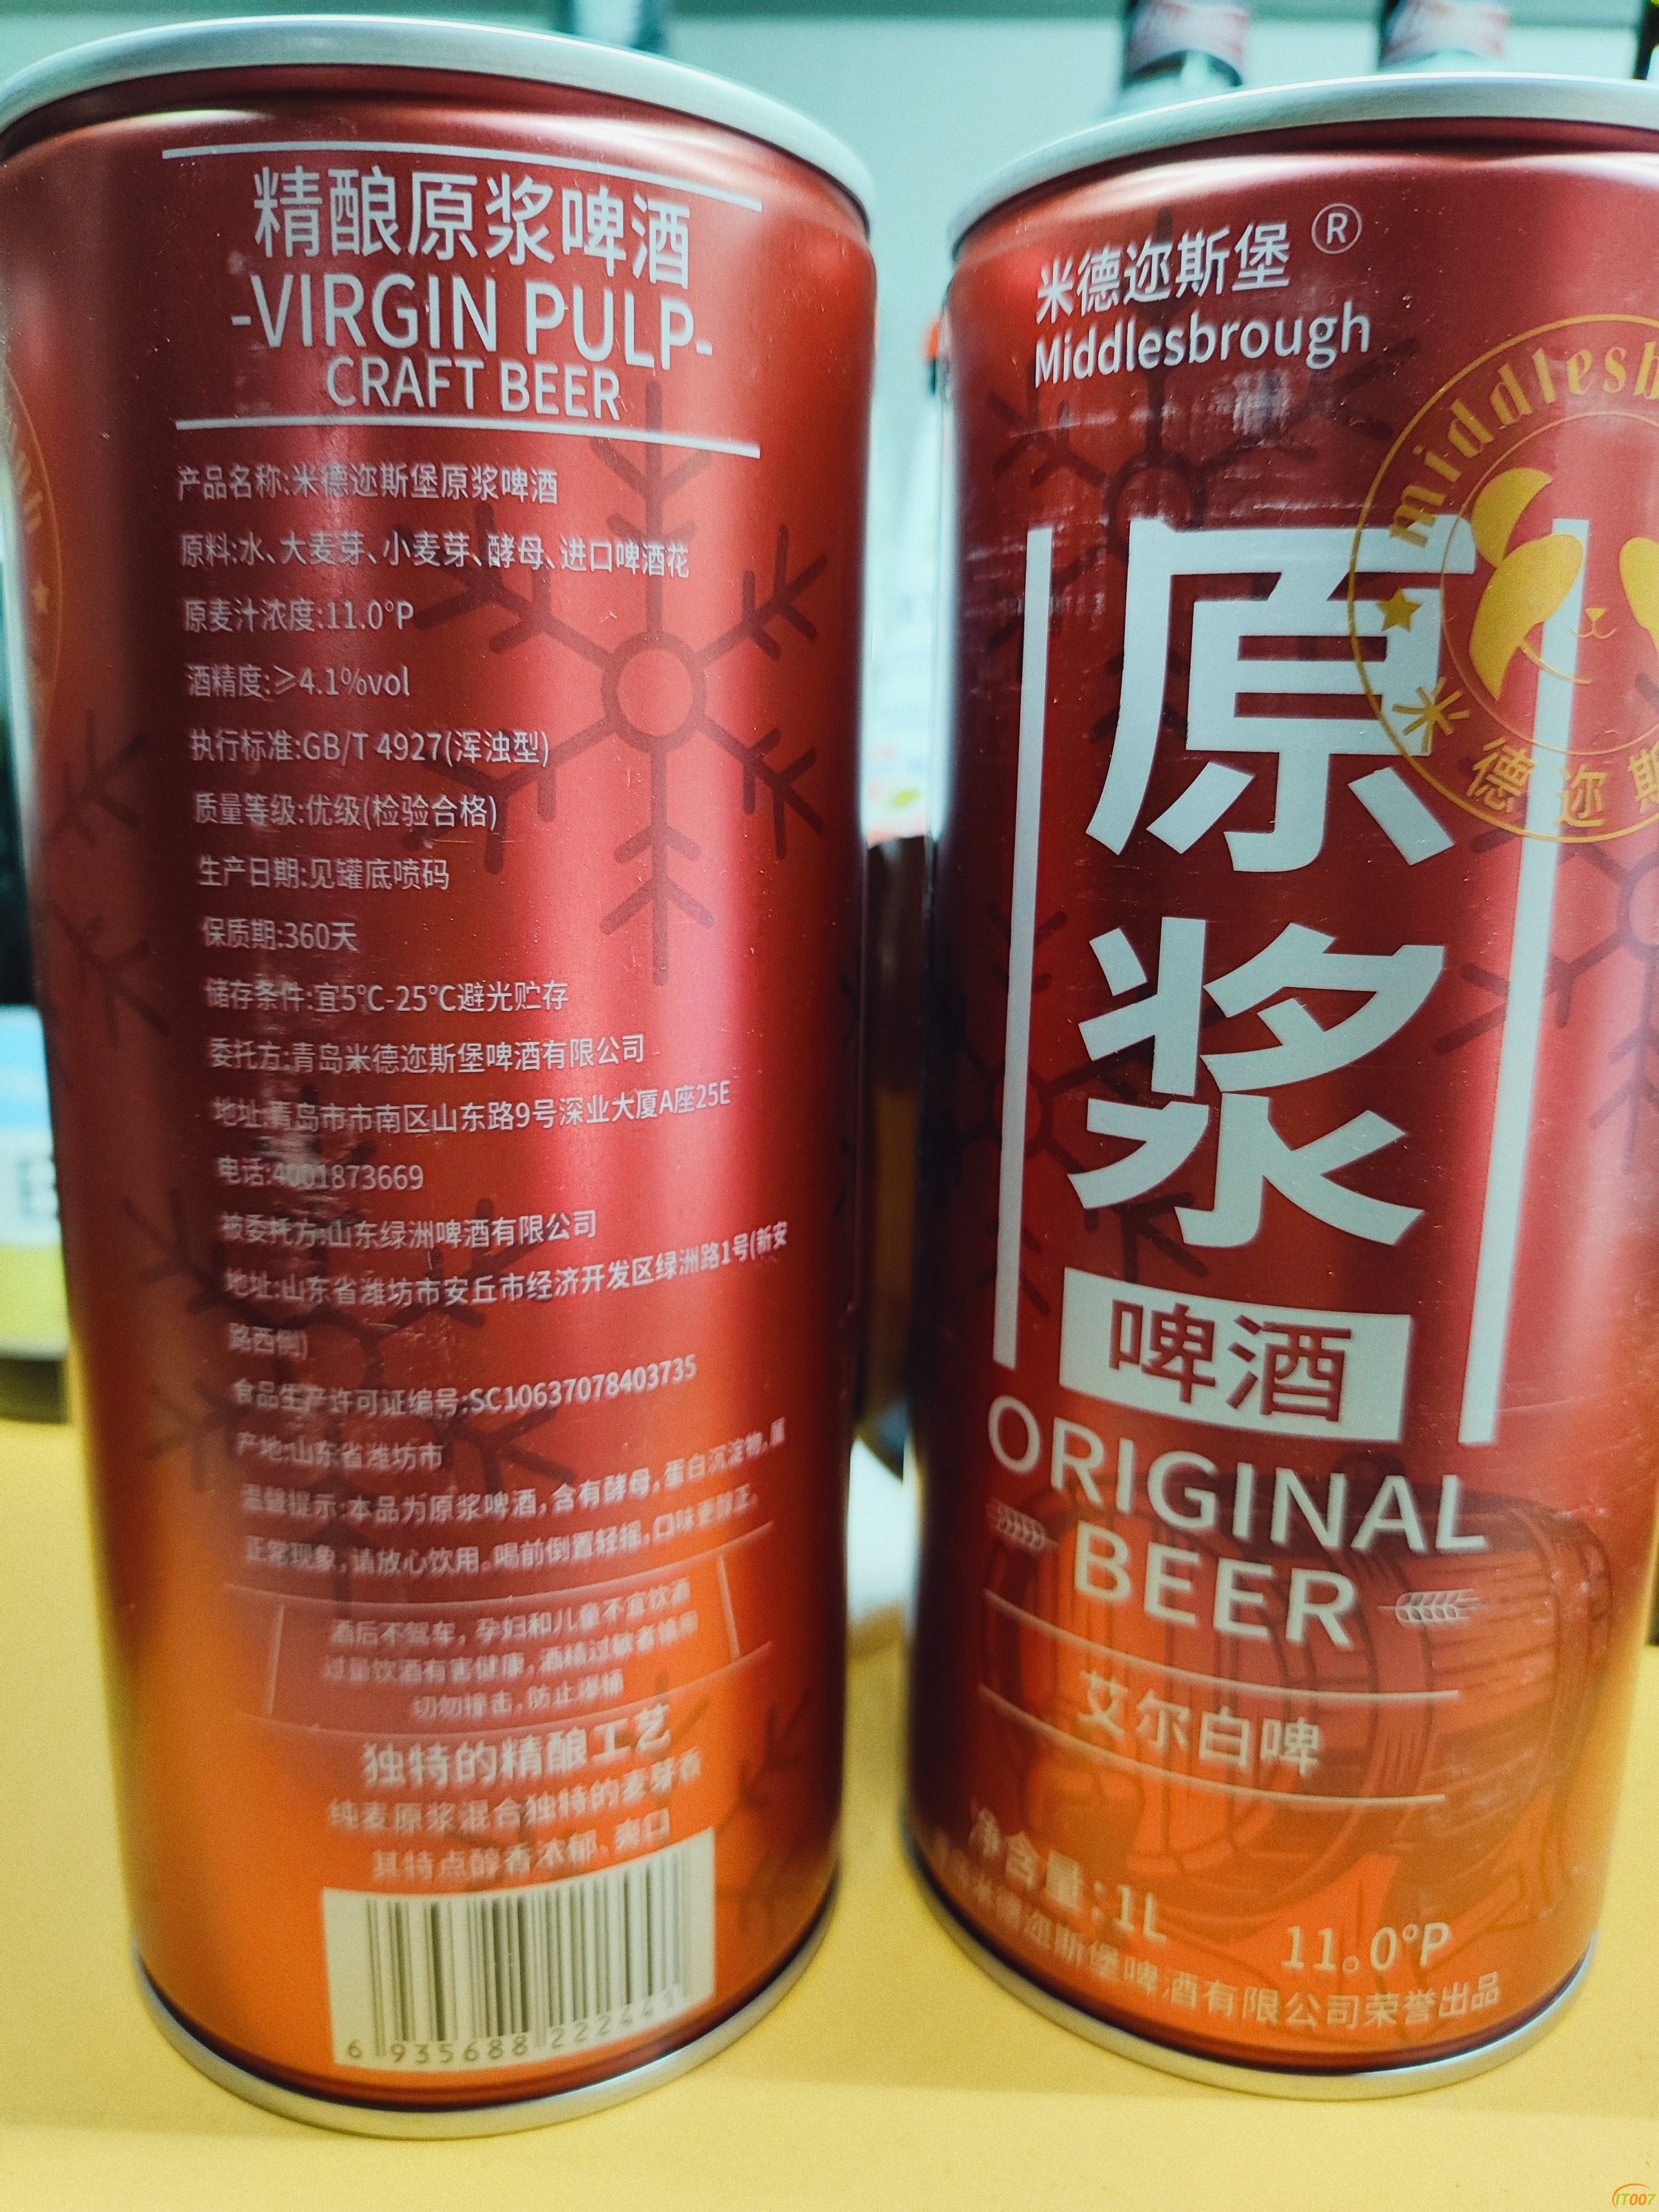 精酿原浆啤酒
-VIRGIN PULP-
CRAFT BEER
产品名称:米德迩斯堡原浆啤酒
原料:水、大麦芽、小麦芽、酵母、进口啤酒花
原麦汁浓度:11.0°P
酒精度:≥4.1%vol
执行标准:GB/T 4927(浑浊型)
质量等级:优级(检验合格)
生产日期:见罐底喷码
保质期:360天
储存条件:宜5℃-25℃避光贮存
委托方:青岛米德迩斯堡啤酒有限公司
地址:青岛市市南区山东路9号深业大厦A座25E
电话:4001873669
被委托方:山东绿洲啤酒有限公司
地址:山东省潍坊市安丘市经济开发区绿洲路1号(新安
路西侧)
食品生产许可证编号:SC10637078403735
产地:山东省潍坊市
温馨提示:本品为原浆啤酒,含有酵母,蛋白沉淀物,属
正常现象,请放心饮用。喝前倒置轻摇,口味更醇正。
酒后不驾车，孕妇和儿童不宜饮酒
过量饮酒有害健康,酒精过敏者慎用
切勿撞击,防止爆
独特的精酿工艺
纯麦原浆混合独特的麦芽香
其特点醇香浓郁、爽口
6 935688 2224
米德迩斯堡®
Middlesbrough
middlesb
米德迩斯
原浆
啤酒
ORIGINAL
BEER
艾尔白啤
净含量:1L
11。0°P
米德迩斯堡啤酒有限公司荣誉出品
IT007